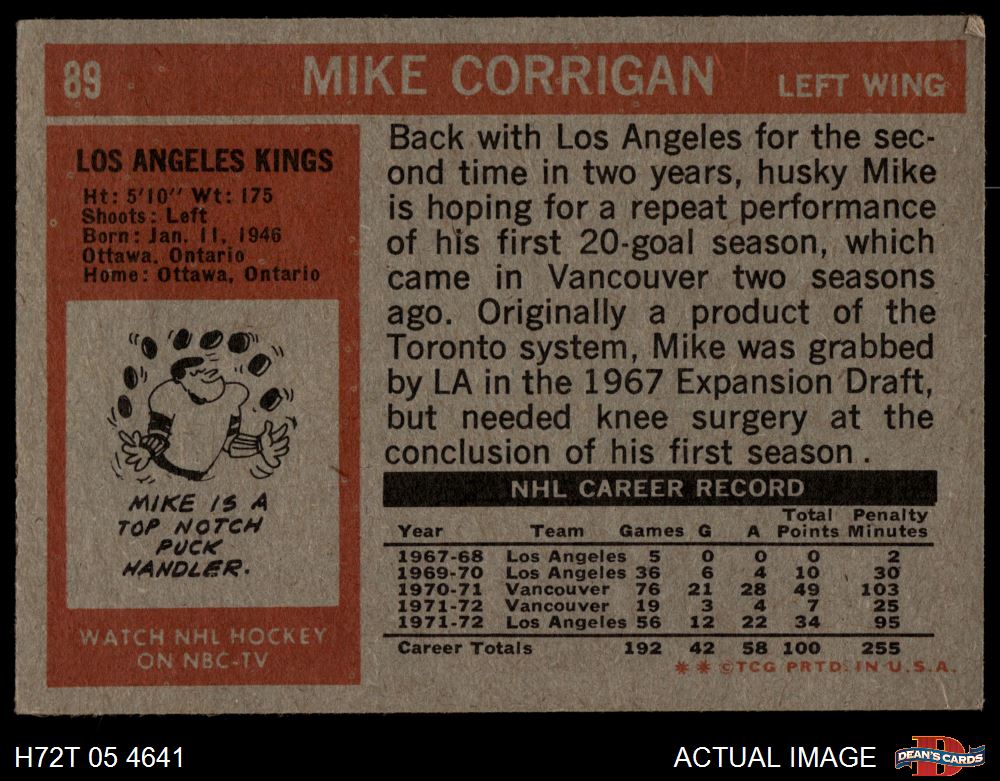 89 MIKE CORRIGAN LEFT WING
LOS ANGELES KINGS
Ht: 5'10" Wt: 175
Shoots: Left
Born: Jan. 11, 1946
Ottawa, Ontario
Home: Ottawa, Ontario
MIKE IS A
TOP NOTCH
PUCK
HANDLER.
WATCH NHL HOCKEY
ON NBC-TV
Back with Los Angeles for the sec-
ond time in two years, husky Mike
is hoping for a repeat performance
of his first 20-goal season, which
came in Vancouver two seasons
ago. Originally a product of the
Toronto system, Mike was grabbed
by LA in the 1967 Expansion Draft,
but needed knee surgery at the
conclusion of his first season.
NHL CAREER RECORD
Total Penalty
Year Team Games G A Points Minutes
1967-68 Los Angeles 5 0 0 0 2
1969-70 Los Angeles 36 6 4 10 30
1970-71 Vancouver 76 21 28 49 103
1971-72 Vancouver 19 3 4 7 25
1971-72 Los Angeles 56 12 22 34 95
Career Totals 192 42 58 100 255
** ©TCG PRTD. IN U.S.A.
H72T 05 4641 ACTUAL IMAGE DEAN'S CARDS